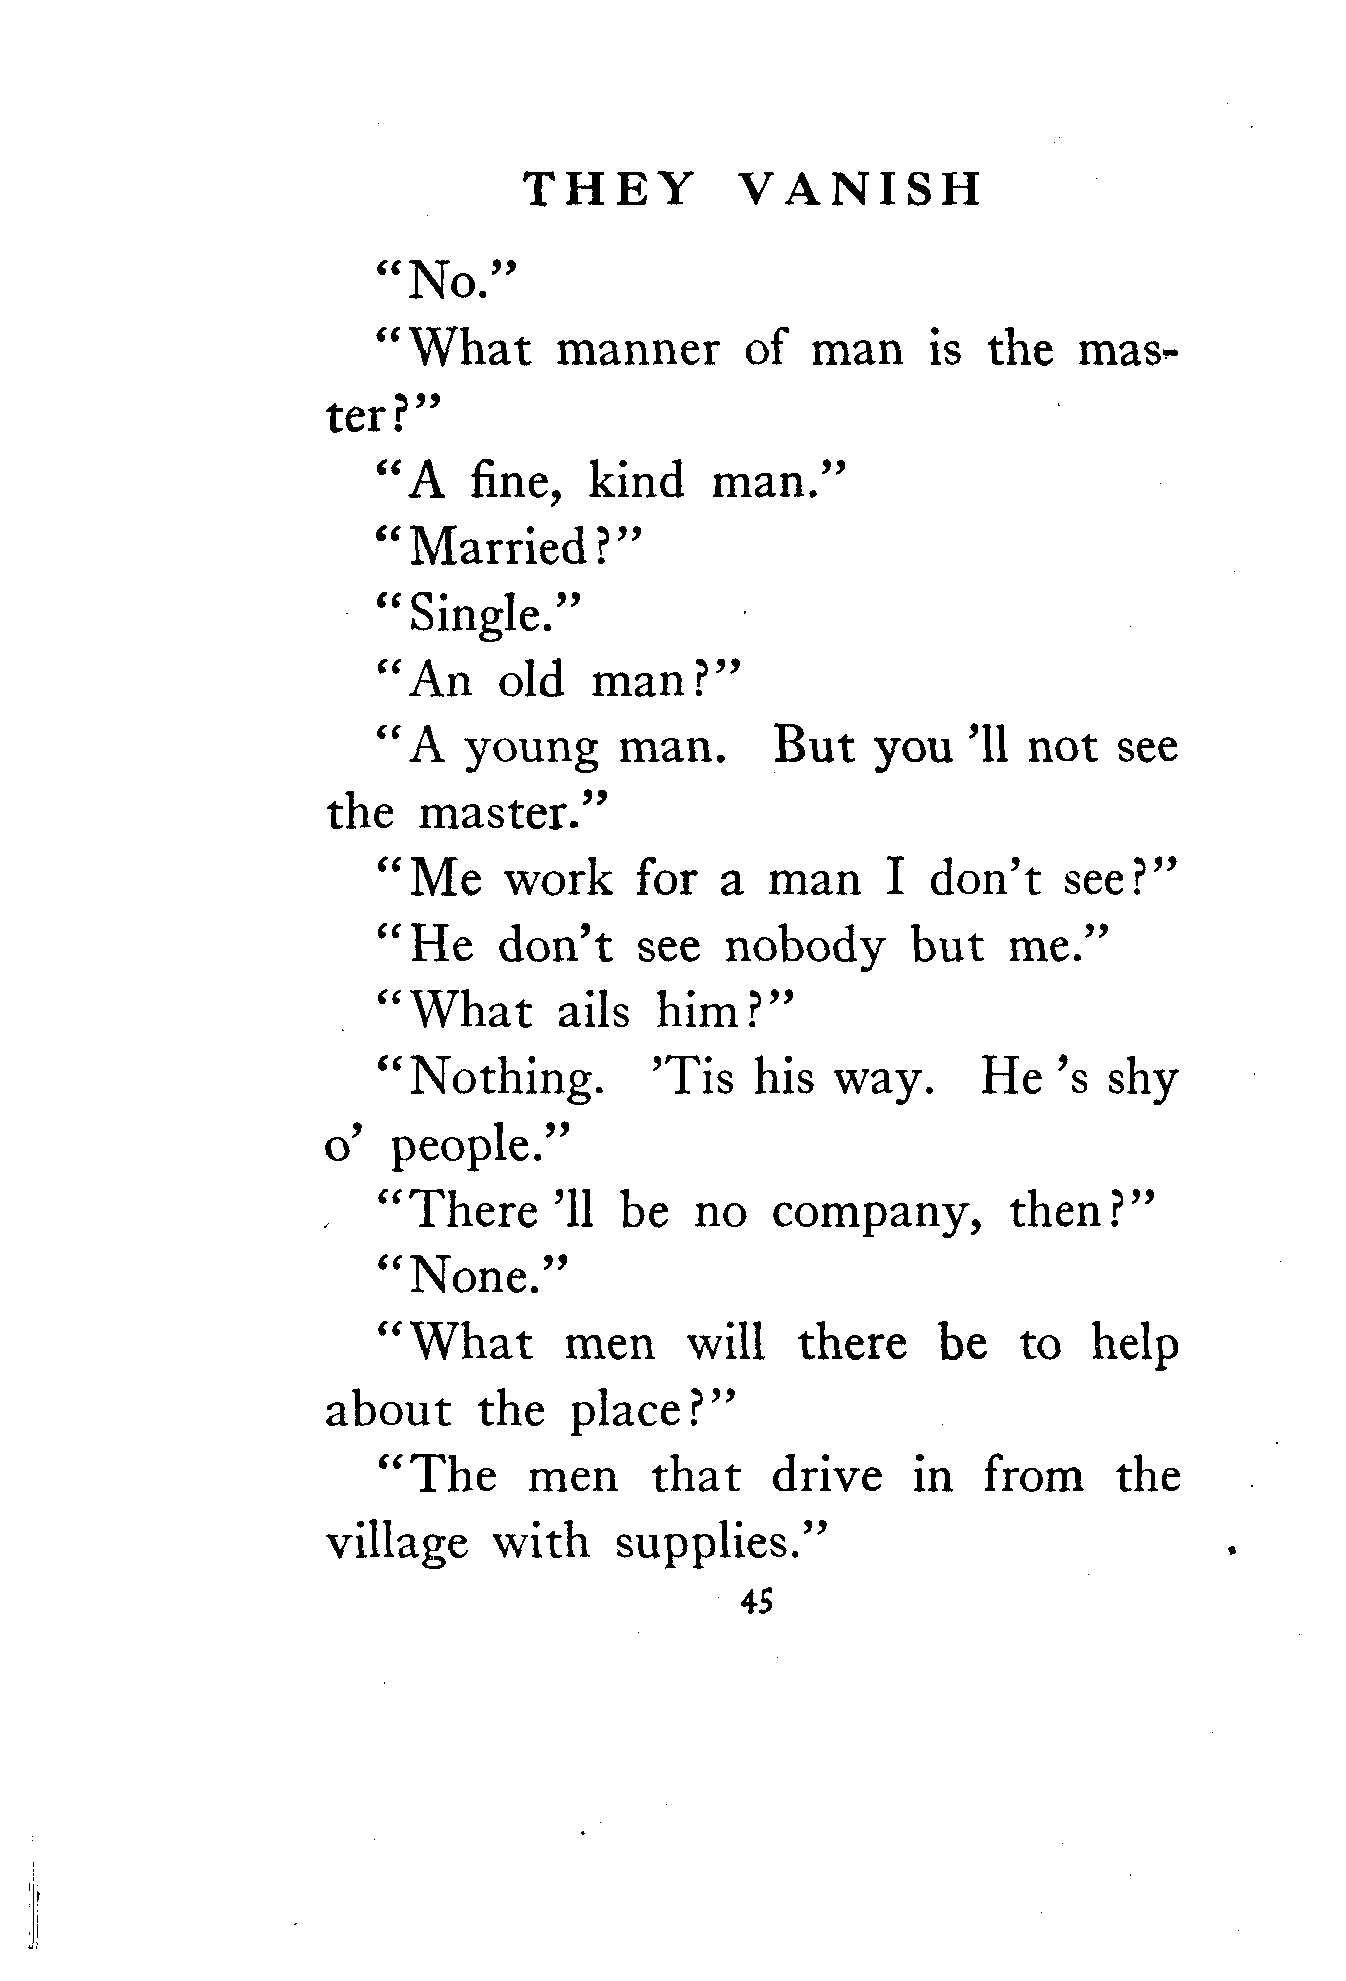 THEY VANISH
“No.”
“What manner of man is the mas-
ter?”
“A fine, kind man.”
“Married?”
“Single.”
“An old man?”
“A young man. But you ’ll not see
the master.”
“Me work for a man I don’t see?”
“He don’t see nobody but me.”
“What ails him?”
“Nothing. ’Tis his way. He ’s shy
o’ people.”
“There ’ll be no company, then?”
“None.”
“What men will there be to help
about the place?”
“The men that drive in from the
village with supplies.”
45